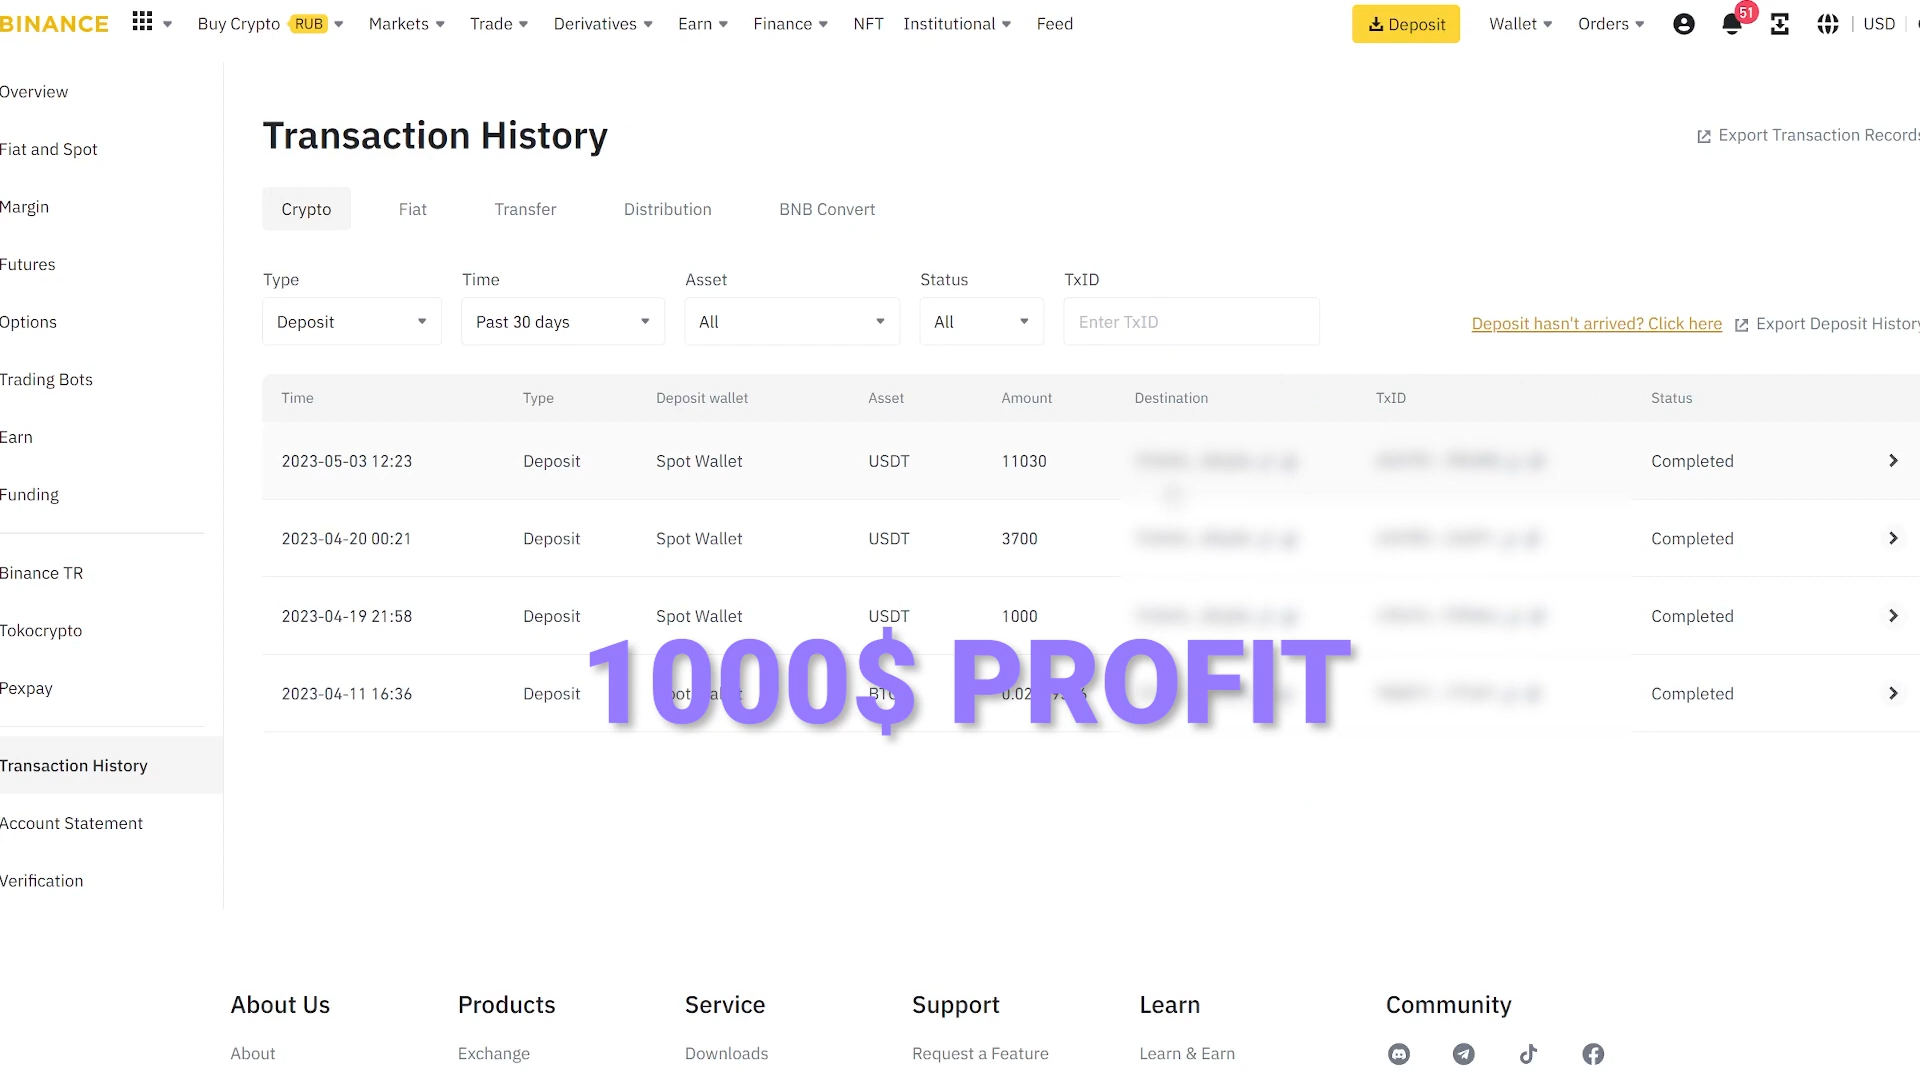 BINANCE Buy Crypto RUB Markets Trade Derivatives Earn Finance NFT Institutional Feed Deposit Wallet Orders 51 USD
Overview
Fiat and Spot
Margin
Futures
Options
Trading Bots
Earn
Funding
Binance TR
Tokocrypto
Pexpay
Transaction History
Account Statement
Verification
Transaction History
Export Transaction Records
Crypto Fiat Transfer Distribution BNB Convert
Type Time Asset Status TxID
Deposit Past 30 days All All Enter TxID
Deposit hasn't arrived? Click here Export Deposit History
Time Type Deposit wallet Asset Amount Destination TxID Status
2023-05-03 12:23 Deposit Spot Wallet USDT 11030 Completed
2023-04-20 00:21 Deposit Spot Wallet USDT 3700 Completed
2023-04-19 21:58 Deposit Spot Wallet USDT 1000 Completed
2023-04-11 16:36 Deposit Completed
1000$ PROFIT
About Us Products Service Support Learn Community
About Exchange Downloads Request a Feature Learn & Earn